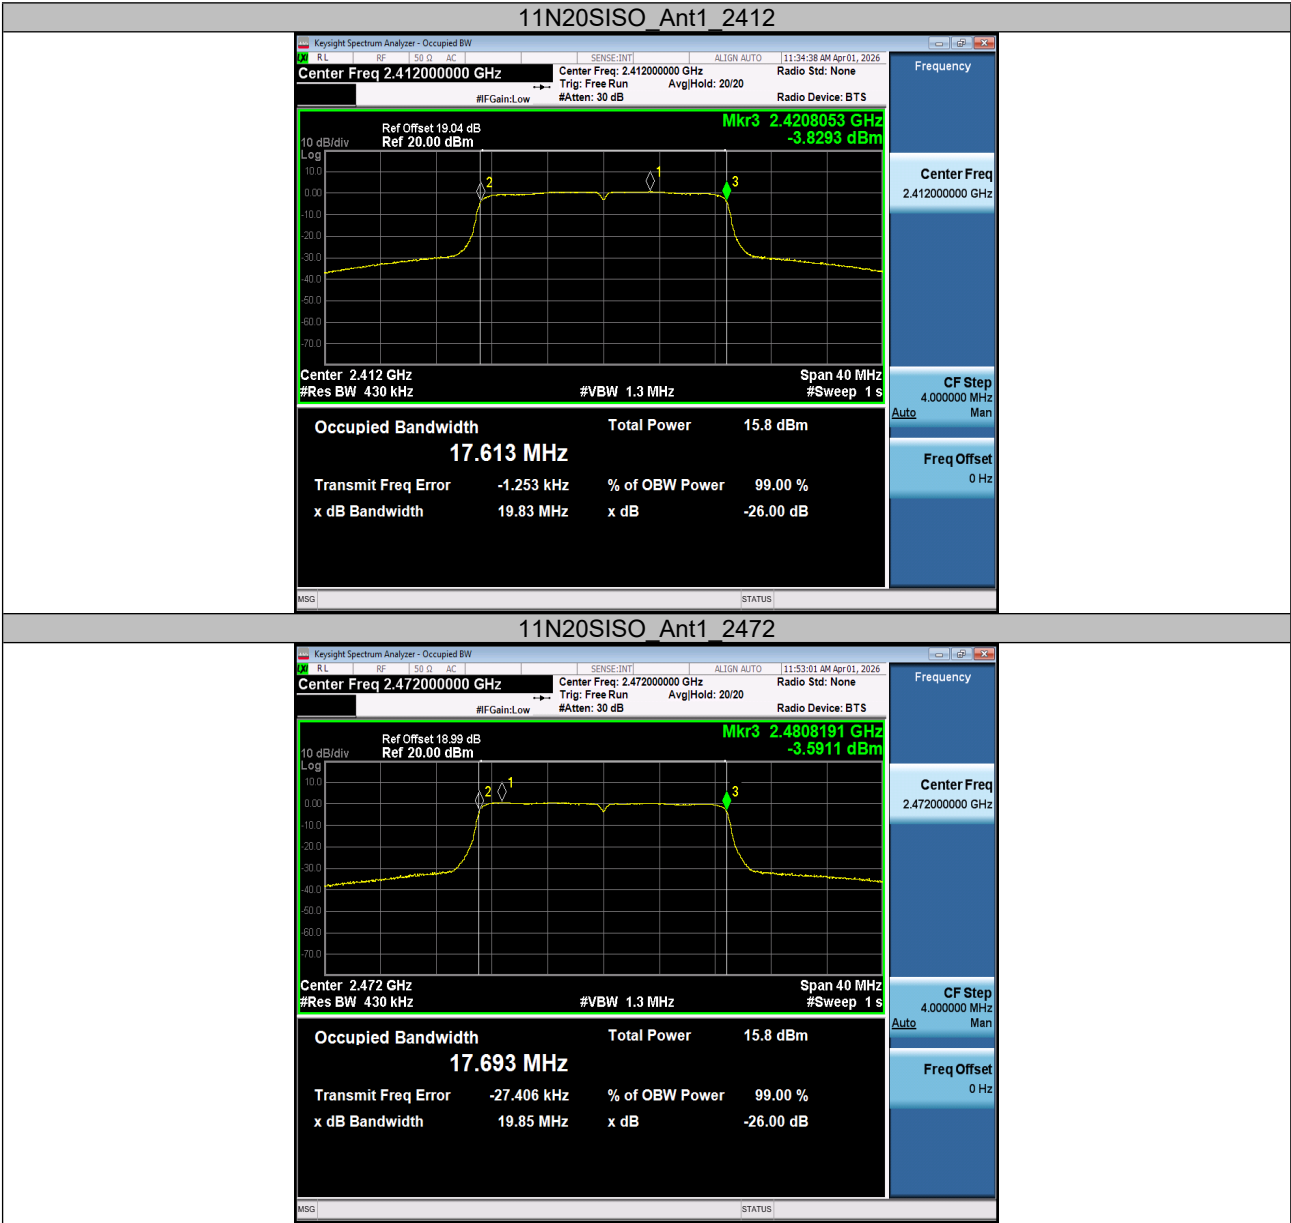 11N20SISO_Ant1_2412
Keysight Spectrum Analyzer - Occupied BW
LXI RL RF 50 Ω AC SENSE:INT ALIGN AUTO 11:34:38 AM Apr 01, 2026
Center Freq 2.412000000 GHz
Center Freq: 2.412000000 GHz Radio Std: None
Trig: Free Run Avg|Hold: 20/20
#IFGain:Low #Atten: 30 dB Radio Device: BTS
Frequency
Mkr3 2.4208053 GHz
-3.8293 dBm
Ref Offset 19.04 dB
10 dB/div Ref 20.00 dBm
Log
10.0
0.00
-10.0
-20.0
-30.0
-40.0
-50.0
-60.0
-70.0
2
1
3
Center 2.412 GHz Span 40 MHz
#Res BW 430 kHz #VBW 1.3 MHz #Sweep 1 s
Center Freq
2.412000000 GHz
CF Step
4.000000 MHz
Auto Man
Freq Offset
0 Hz
Occupied Bandwidth Total Power 15.8 dBm
17.613 MHz
Transmit Freq Error -1.253 kHz % of OBW Power 99.00 %
x dB Bandwidth 19.83 MHz x dB -26.00 dB
MSG STATUS
11N20SISO_Ant1_2472
Keysight Spectrum Analyzer - Occupied BW
LXI RL RF 50 Ω AC SENSE:INT ALIGN AUTO 11:53:01 AM Apr 01, 2026
Center Freq 2.472000000 GHz
Center Freq: 2.472000000 GHz Radio Std: None
Trig: Free Run Avg|Hold: 20/20
#IFGain:Low #Atten: 30 dB Radio Device: BTS
Frequency
Mkr3 2.4808191 GHz
-3.5911 dBm
Ref Offset 18.99 dB
10 dB/div Ref 20.00 dBm
Log
10.0
0.00
-10.0
-20.0
-30.0
-40.0
-50.0
-60.0
-70.0
2
1
3
Center 2.472 GHz Span 40 MHz
#Res BW 430 kHz #VBW 1.3 MHz #Sweep 1 s
Center Freq
2.472000000 GHz
CF Step
4.000000 MHz
Auto Man
Freq Offset
0 Hz
Occupied Bandwidth Total Power 15.8 dBm
17.693 MHz
Transmit Freq Error -27.406 kHz % of OBW Power 99.00 %
x dB Bandwidth 19.85 MHz x dB -26.00 dB
MSG STATUS